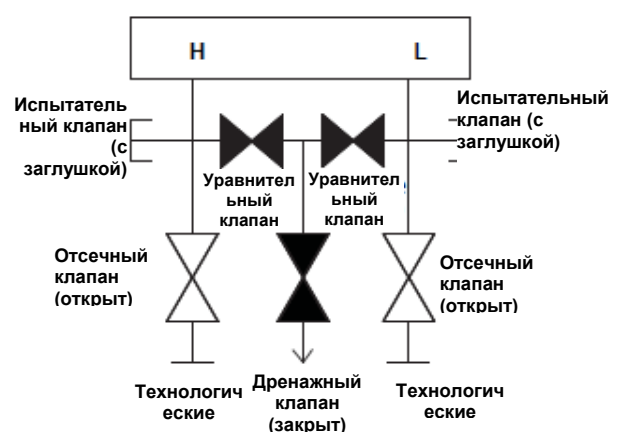 H
L
Испытатель
ный клапан
(с
заглушкой)
Испытательный
клапан (с
заглушкой)
Уравнител
ьный
клапан
Уравнител
ьный
клапан
Отсечный
клапан
(открыт)
Отсечный
клапан
(открыт)
Технологич
еские
Дренажный
клапан
(закрыт)
Технологич
еские